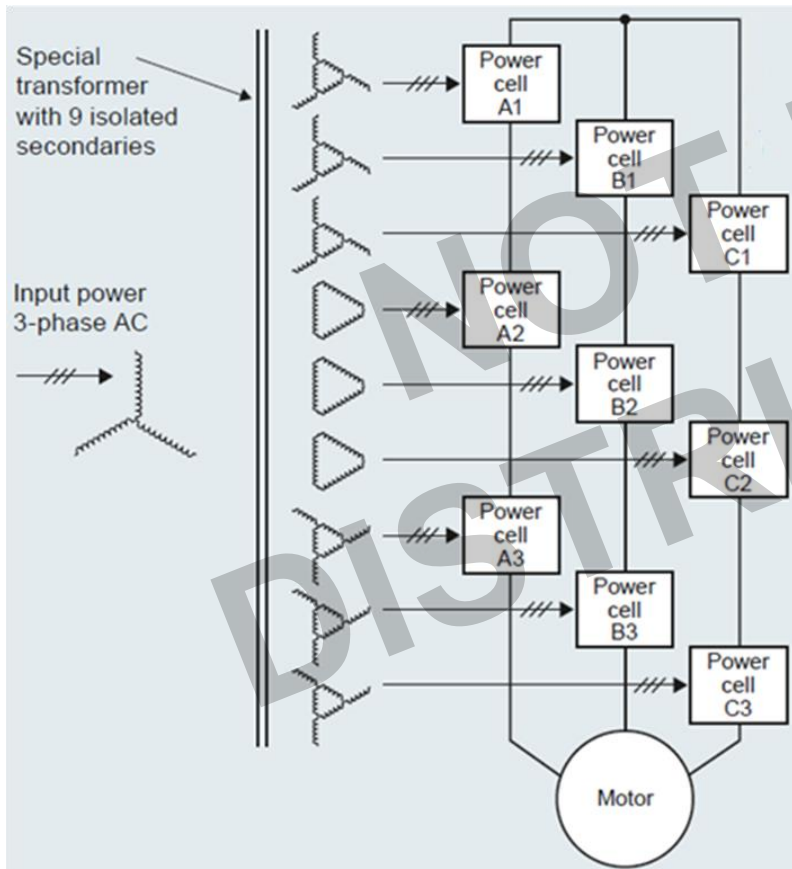 Special
transformer
with 9 isolated
secondaries
Input power
3-phase AC
Power
cell
A1
Power
cell
B1
Power
cell
C1
Power
cell
A2
Power
cell
B2
Power
cell
C2
Power
cell
A3
Power
cell
B3
Power
cell
C3
Motor
NOT